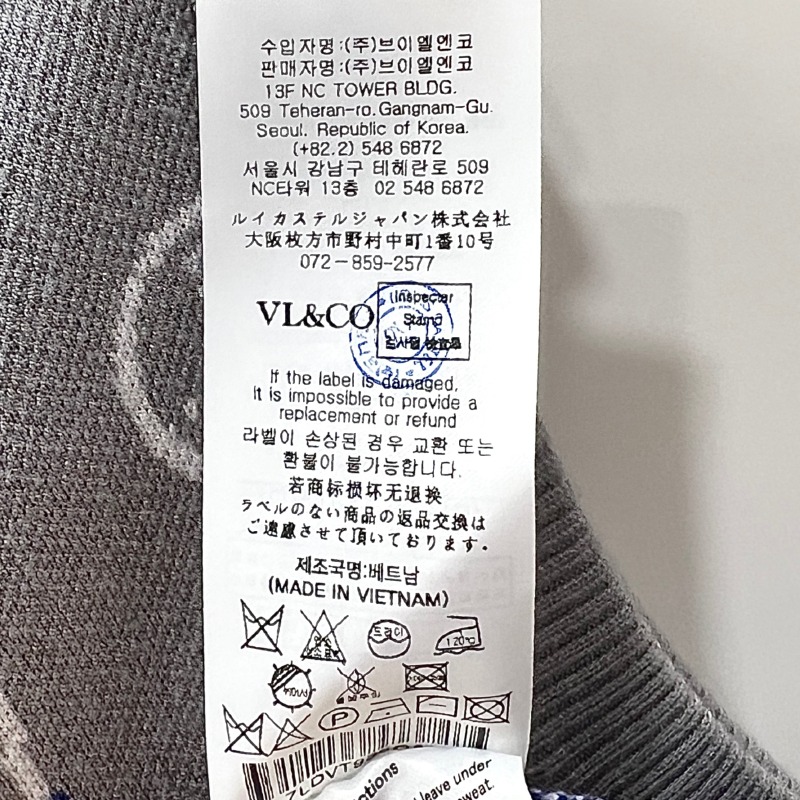 수입자명:(주)브이엘엔코
판매자명:(주)브이엘엔코
13F NC TOWER BLDG.
509 Teheran-ro.Gangnam-Gu.
Seoul. Republic of Korea.
(+82.2) 548 6872
서울시 강남구 테헤란로 509
NC타워 13층 02 548 6872
ルイカステルジャパン株式会社
大阪枚方市野村中町1番10号
072-859-2577
VL&CO
Inspecter
Stamp
If the label is damaged,
It is impossible to provide a
replacement or refund
라벨이 손상된 경우 교환 또는
환불이 불가능합니다.
若商标损坏无退换
ラベルのない商品の返品交換は
ご遠慮させて頂いております.
제조국명:베트남
(MADE IN VIETNAM)
드라이
120℃
P
leave under